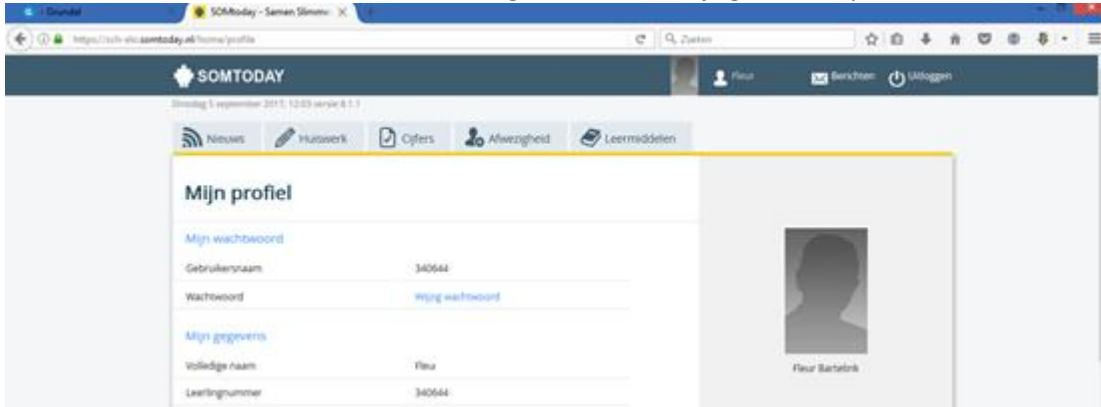 Grundel
SOMtoday - Samen Slimme
https://sch-elo.somtoday.nl/home/profile
Zoeken
SOMTODAY
Fleur
Berichten
Uitloggen
Dinsdag 5 september 2017, 12:03 versie 8.1.1
Nieuws Huiswerk Cijfers Afwezigheid Leermiddelen
Mijn profiel
Mijn wachtwoord
Gebruikersnaam 340644
Wachtwoord Wijzig wachtwoord
Mijn gegevens
Volledige naam Fleur
Leerlingnummer 340644
Fleur Bartelink